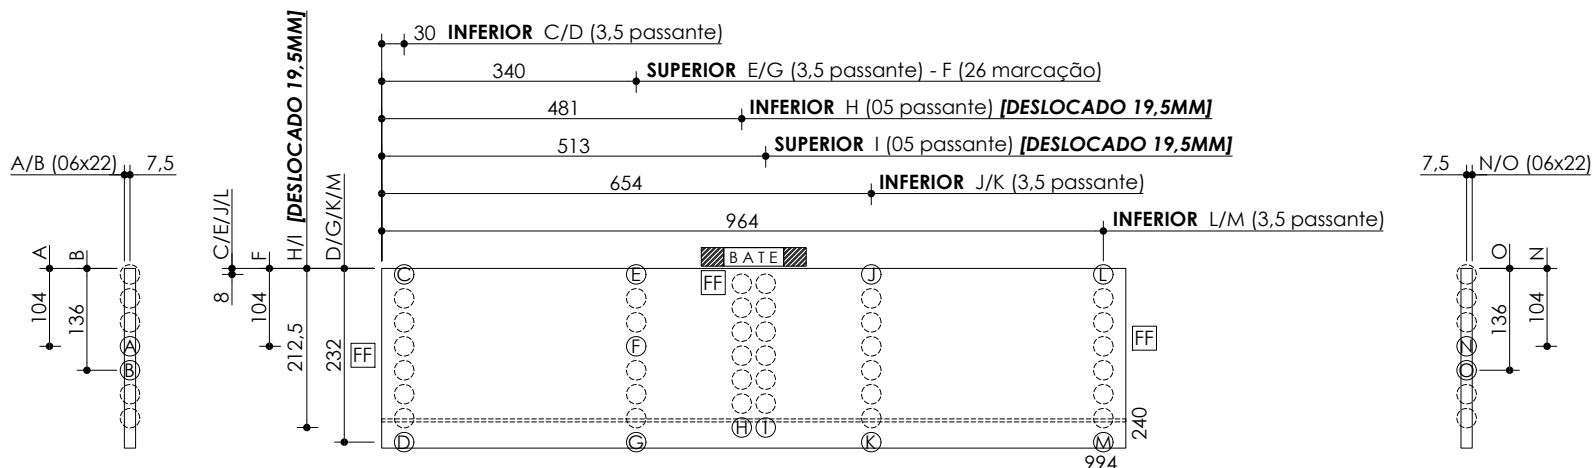 30 INFERIOR C/D (3,5 passante)
340 SUPERIOR E/G (3,5 passante) - F (26 marcação)
481 INFERIOR H (05 passante) [DESLOCADO 19,5MM]
513 SUPERIOR I (05 passante) [DESLOCADO 19,5MM]
654 INFERIOR J/K (3,5 passante)
964 INFERIOR L/M (3,5 passante)
A/B (06x22) 7,5
7,5 N/O (06x22)
A
B
C/E/J/L
F
H/I [DESLOCADO 19,5MM]
D/G/K/M
104
136
8
104
212,5
232
BATE
FF
FF
FF
C E J L
A
B
F
H I
D G K M
240
994
O
N
136
104
N
O